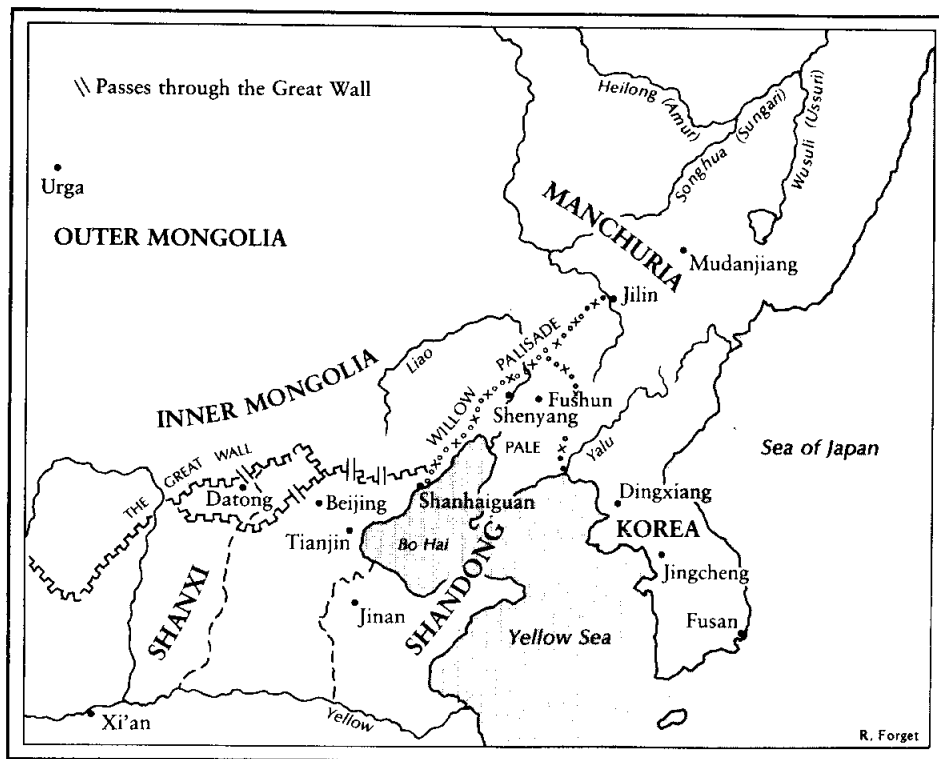 Passes through the Great Wall
Heilong (Amur)
Songhua (Sungari)
Wusuli (Ussuri)
Urga
OUTER MONGOLIA
MANCHURIA
Mudanjiang
Jilin
INNER MONGOLIA
Liao
WILLOW PALISADE
Fushun
Shenyang
PALE
Yalu
Sea of Japan
THE GREAT WALL
Datong
Beijing
Shanhaiguan
Dingxiang
Tianjin
Bo Hai
KOREA
SHANXI
SHANDONG
Jingcheng
Jinan
Yellow Sea
Fusan
Xi'an
Yellow
R. Forget